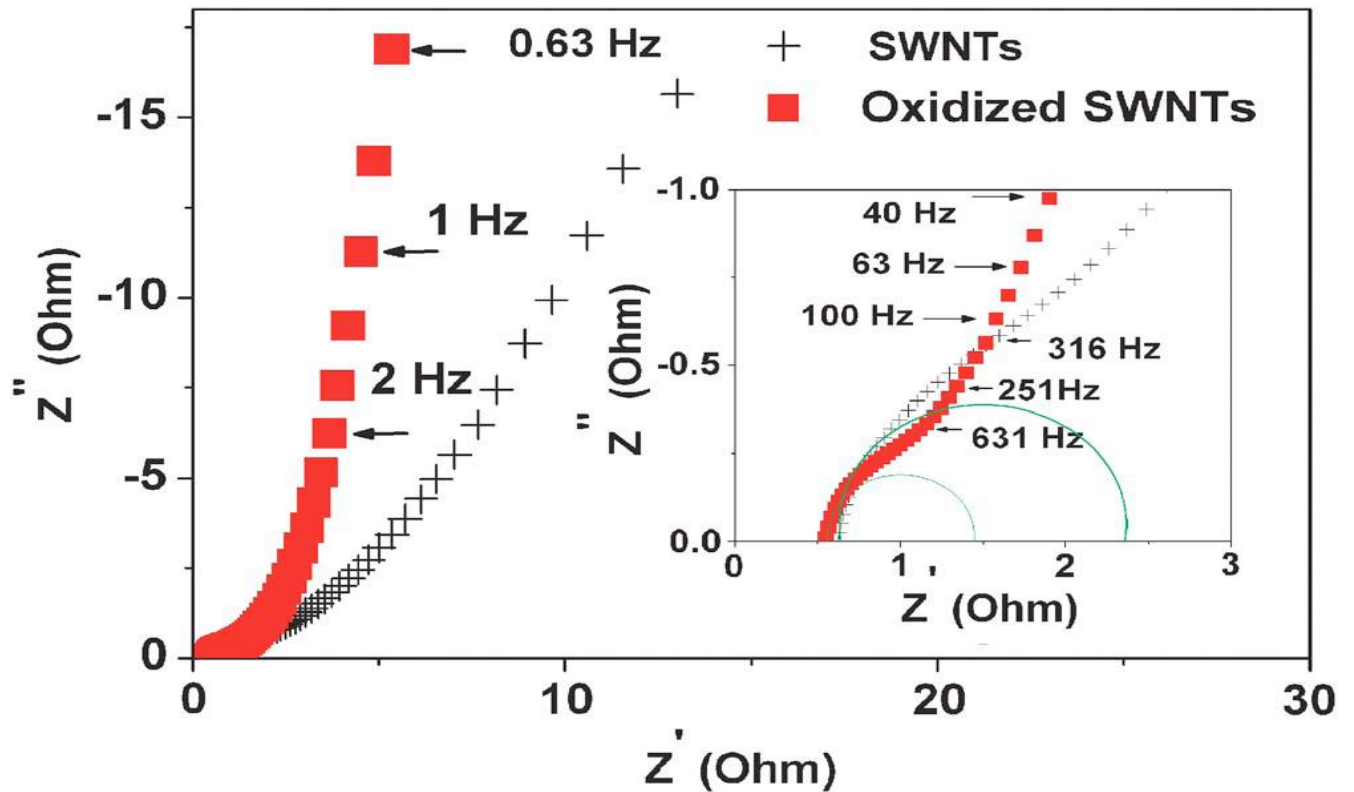 0.63 Hz
SWNTs
Oxidized SWNTs
-15
1 Hz
-10
2 Hz
-5
0
Z'' (Ohm)
0
10
20
30
Z' (Ohm)
-1.0
40 Hz
63 Hz
100 Hz
316 Hz
-0.5
251Hz
631 Hz
0.0
Z'' (Ohm)
0
1
2
3
Z' (Ohm)